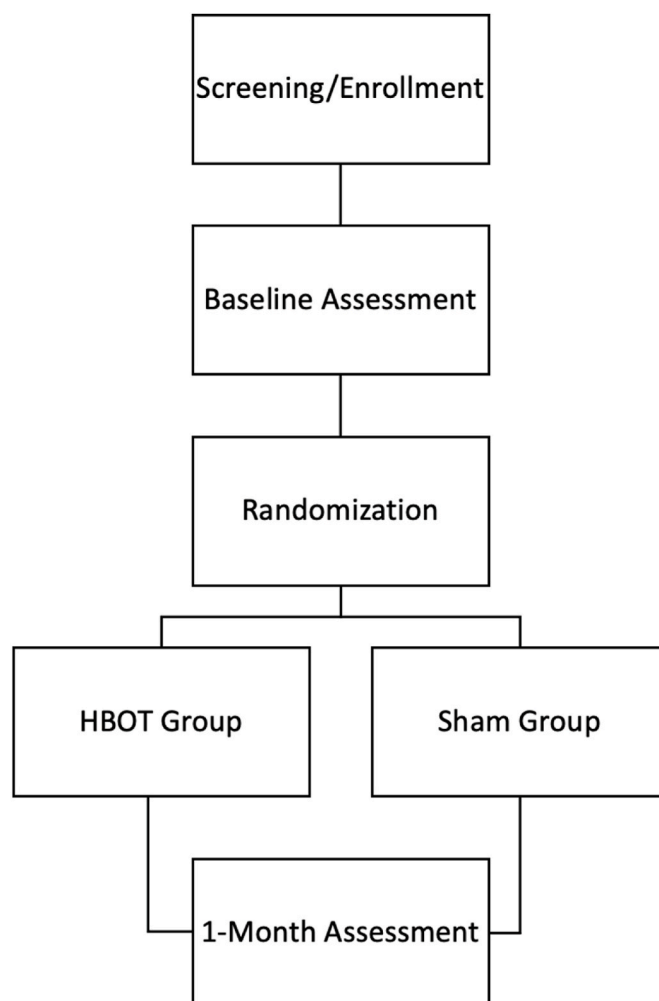 Screening/Enrollment
Baseline Assessment
Randomization
HBOT Group
Sham Group
1-Month Assessment